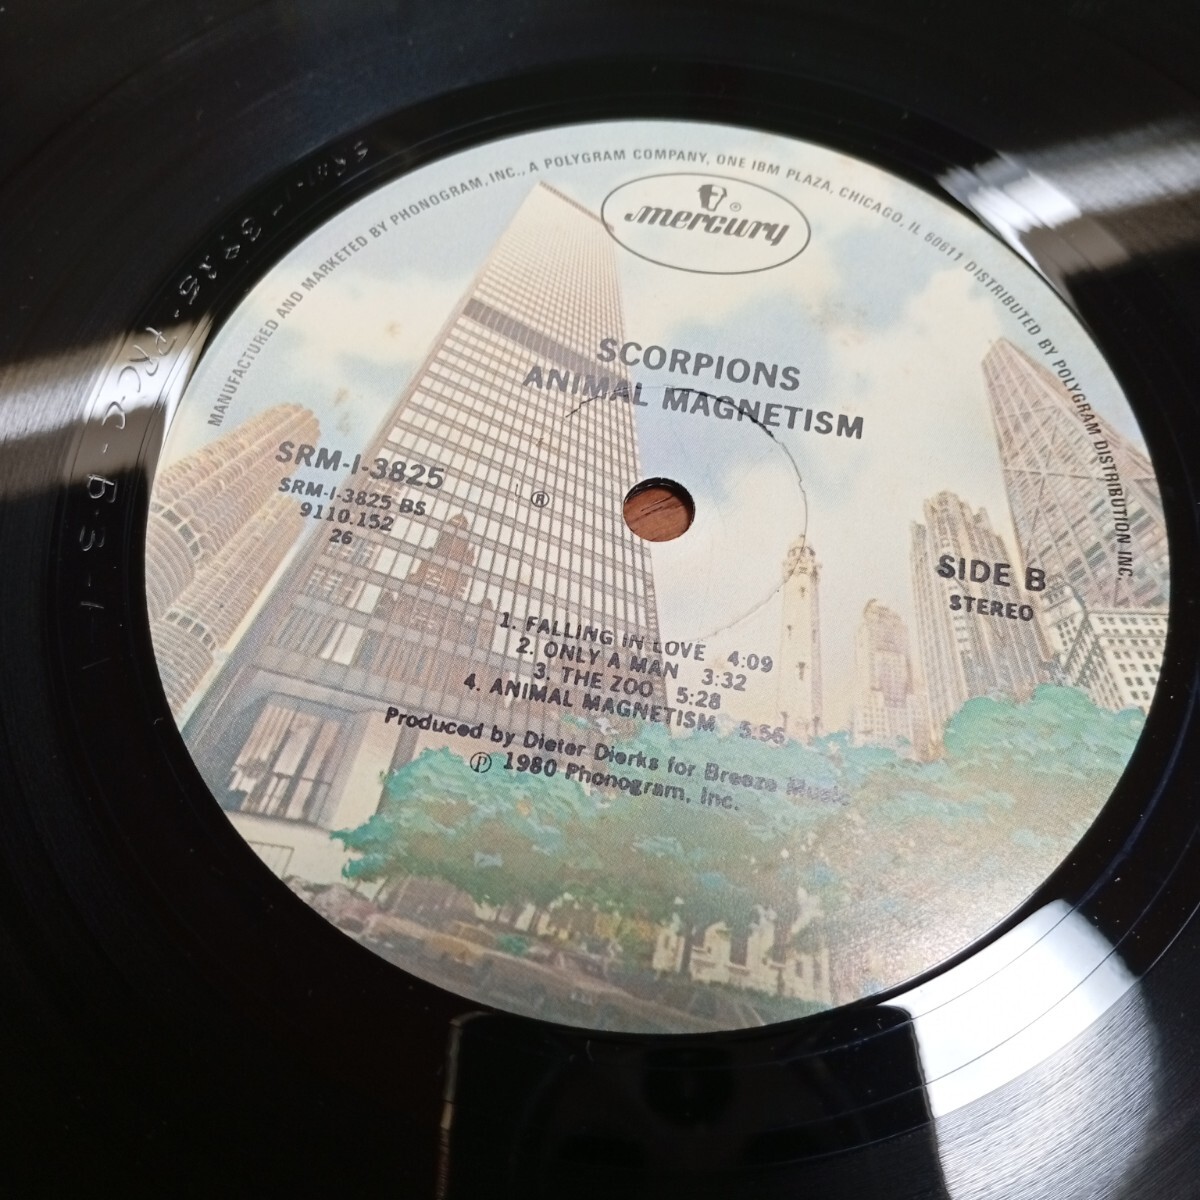 MANUFACTURED AND MARKETED BY PHONOGRAM, INC., A POLYGRAM COMPANY, ONE IBM PLAZA, CHICAGO, IL 60611 DISTRIBUTED BY POLYGRAM DISTRIBUTION INC.
mercury®
SCORPIONS
ANIMAL MAGNETISM
SRM-1-3825
SRM-1-3825 BS
9110.152
26
®
SIDE B
STEREO
1. FALLING IN LOVE 4:09
2. ONLY A MAN 3:32
3. THE ZOO 5:28
4. ANIMAL MAGNETISM 5:56
Produced by Dieter Dierks for Breeze Music
Ⓟ 1980 Phonogram, Inc.